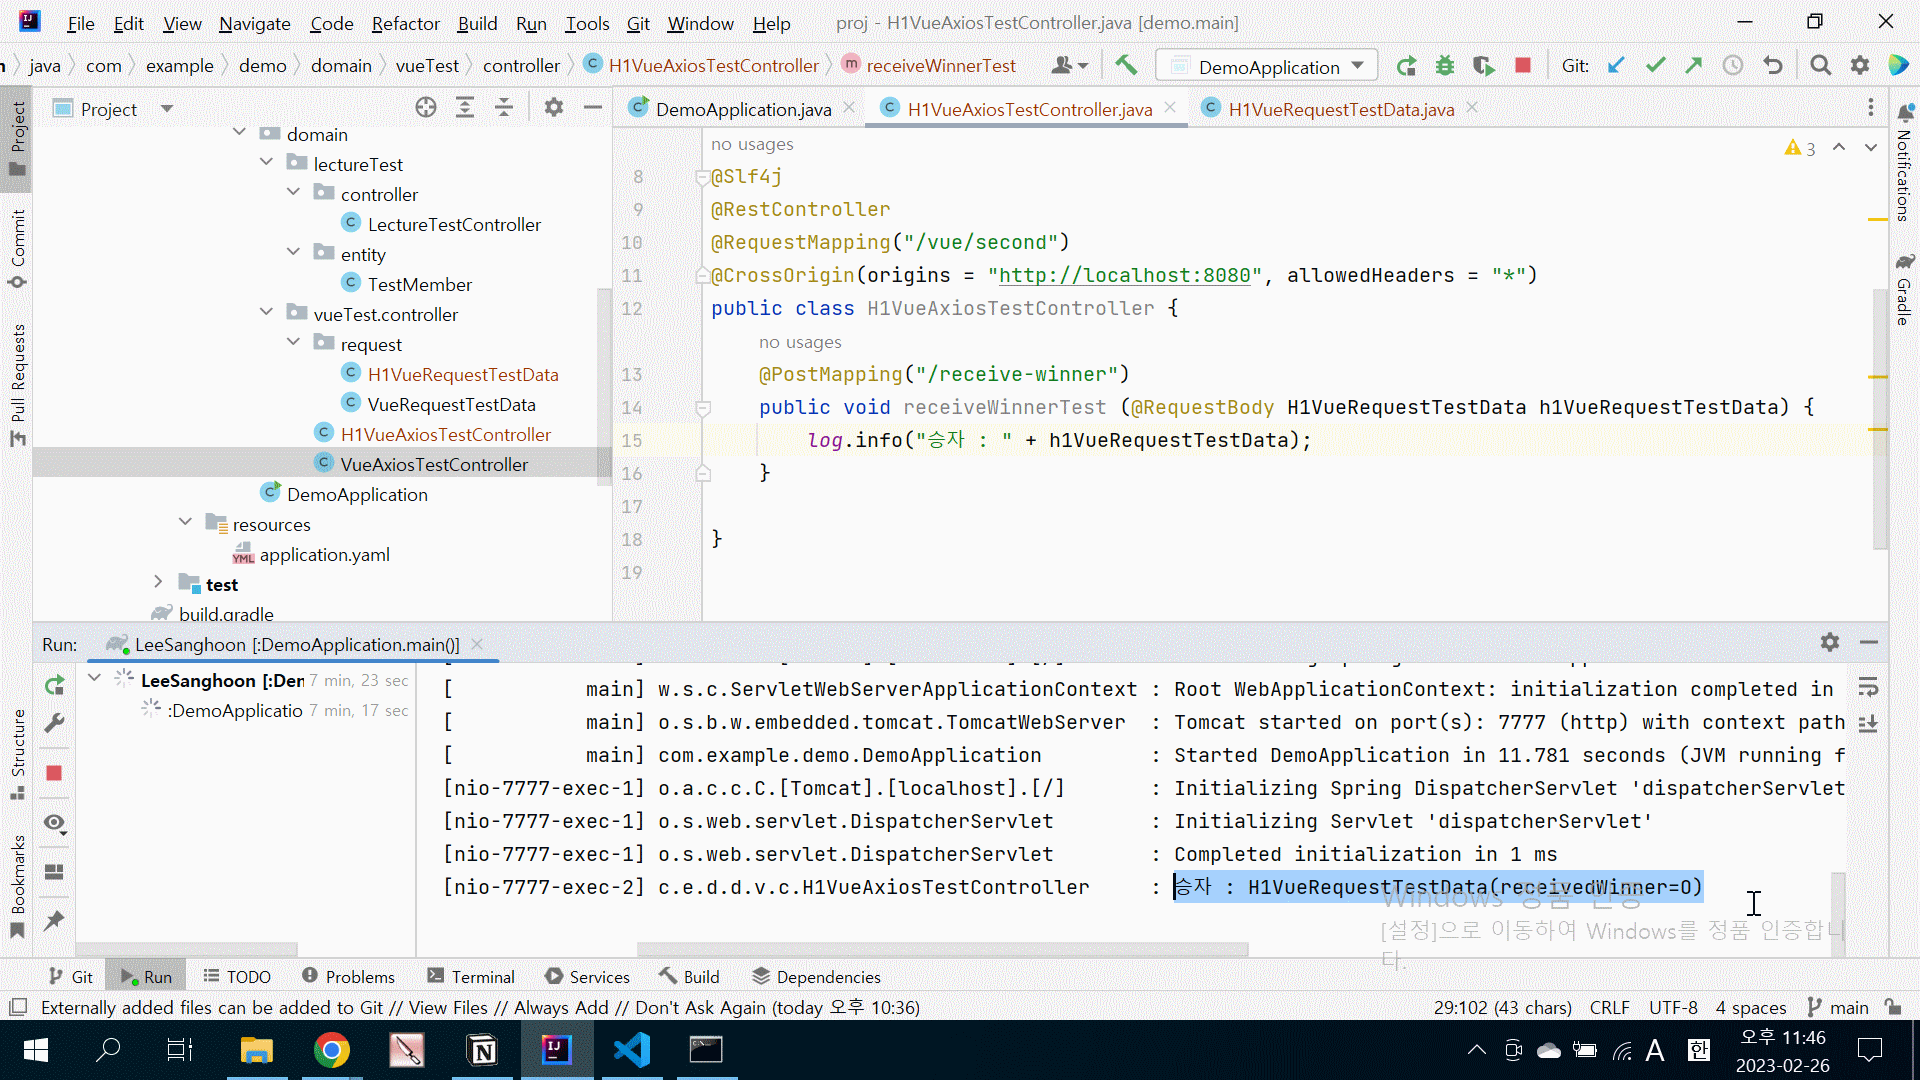 File Edit View Navigate Code Refactor Build Run Tools Git Window Help proj - H1VueAxiosTestController.java [demo.main]
java com example demo domain vueTest controller H1VueAxiosTestController receiveWinnerTest DemoApplication Git:
Project
DemoApplication.java H1VueAxiosTestController.java H1VueRequestTestData.java
domain
lectureTest
controller
LectureTestController
entity
TestMember
vueTest.controller
request
H1VueRequestTestData
VueRequestTestData
H1VueAxiosTestController
VueAxiosTestController
DemoApplication
resources
application.yaml
test
build.gradle
no usages
3
8 @Slf4j
9 @RestController
10 @RequestMapping("/vue/second")
11 @CrossOrigin(origins = "http://localhost:8080", allowedHeaders = "*")
12 public class H1VueAxiosTestController {
no usages
13 @PostMapping("/receive-winner")
14 public void receiveWinnerTest (@RequestBody H1VueRequestTestData h1VueRequestTestData) {
15 log.info("승자 : " + h1VueRequestTestData);
16 }
17
18 }
19
Project
Commit
Pull Requests
Structure
Bookmarks
Notifications
Gradle
Run: LeeSanghoon [:DemoApplication.main()]
LeeSanghoon [:Der 7 min, 23 sec
:DemoApplicatio 7 min, 17 sec
[ main] w.s.c.ServletWebServerApplicationContext : Root WebApplicationContext: initialization completed in
[ main] o.s.b.w.embedded.tomcat.TomcatWebServer : Tomcat started on port(s): 7777 (http) with context path
[ main] com.example.demo.DemoApplication : Started DemoApplication in 11.781 seconds (JVM running f
[nio-7777-exec-1] o.a.c.c.C.[Tomcat].[localhost].[/] : Initializing Spring DispatcherServlet 'dispatcherServlet
[nio-7777-exec-1] o.s.web.servlet.DispatcherServlet : Initializing Servlet 'dispatcherServlet'
[nio-7777-exec-1] o.s.web.servlet.DispatcherServlet : Completed initialization in 1 ms
[nio-7777-exec-2] c.e.d.d.v.c.H1VueAxiosTestController : 승자 : H1VueRequestTestData(receivedWinner=0)
Windows 정품 인증
[설정]으로 이동하여 Windows를 정품 인증합니
다.
Git Run TODO Problems Terminal Services Build Dependencies
Externally added files can be added to Git // View Files // Always Add // Don't Ask Again (today 오후 10:36) 29:102 (43 chars) CRLF UTF-8 4 spaces main
A 한 오후 11:46
2023-02-26